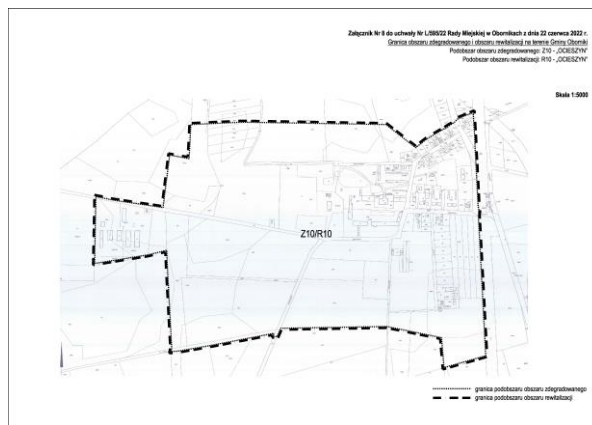 Załącznik Nr 8 do uchwały Nr L/595/22 Rady Miejskiej w Obornikach z dnia 22 czerwca 2022 r.
Granica obszaru zdegradowanego i obszaru rewitalizacji na terenie Gminy Oborniki
Podobszar obszaru zdegradowanego: Z10 - „OCIESZYN”
Podobszar obszaru rewitalizacji: R10 - „OCIESZYN”
Skala 1:5000
Z10/R10
granica podobszaru obszaru zdegradowanego
granica podobszaru obszaru rewitalizacji